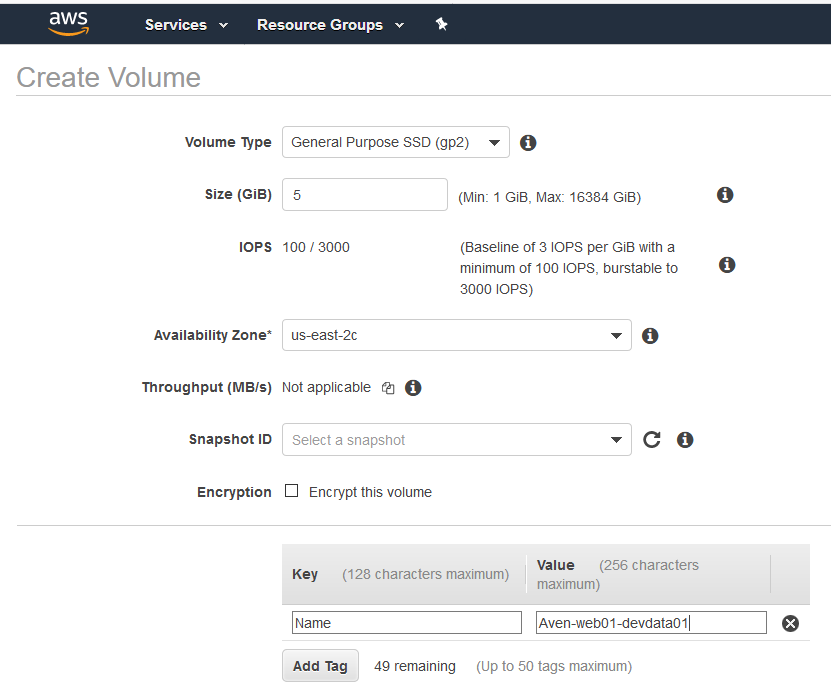 aws Services Resource Groups
Create Volume
Volume Type General Purpose SSD (gp2)
Size (GiB) 5 (Min: 1 GiB, Max: 16384 GiB)
IOPS 100 / 3000 (Baseline of 3 IOPS per GiB with a
minimum of 100 IOPS, burstable to
3000 IOPS)
Availability Zone* us-east-2c
Throughput (MB/s) Not applicable
Snapshot ID Select a snapshot
Encryption Encrypt this volume
Key (128 characters maximum) Value (256 characters
maximum)
Name Aven-web01-devdata01
Add Tag 49 remaining (Up to 50 tags maximum)